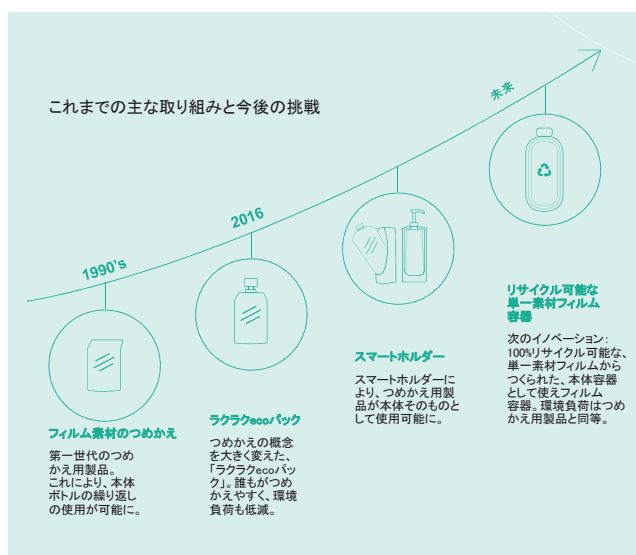 これまでの主な取り組みと今後の挑戦
1990's
フィルム素材のつめかえ
第一世代のつめ
かえ用製品。
これにより、本体
ボトルの繰り返し
の使用が可能に。
2016
ラクラクecoパック
つめかえの概念
を大きく変えた、
「ラクラクecoパッ
ク」。誰もがつめ
かえやすく、環境
負荷も低減。
スマートホルダー
スマートホルダーに
より、つめかえ用製
品が本体そのものと
して使用可能に。
未来
リサイクル可能な
単一素材フィルム
容器
次のイノベーション：
100%リサイクル可能な、
単一素材フィルムから
つくられた、本体容器
として使えフィルム
容器。環境負荷はつめ
かえ用製品と同等。